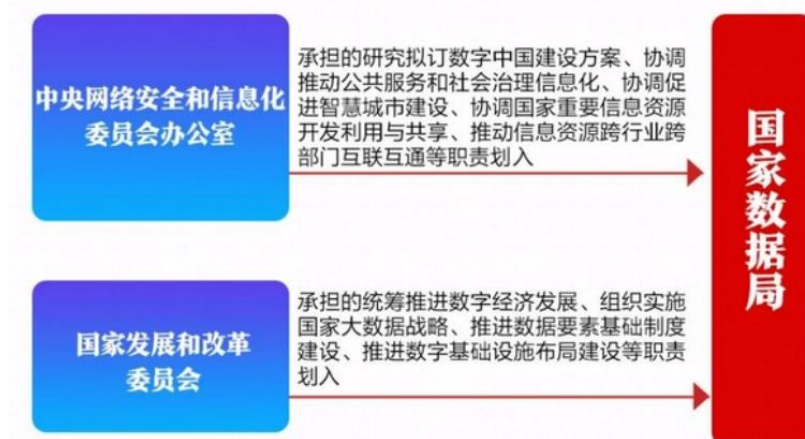 中央网络安全和信息化
委员会办公室
承担的研究拟订数字中国建设方案、协调
推动公共服务和社会治理信息化、协调促
进智慧城市建设、协调国家重要信息资源
开发利用与共享、推动信息资源跨行业跨
部门互联互通等职责划入
国家发展和改革
委员会
承担的统筹推进数字经济发展、组织实施
国家大数据战略、推进数据要素基础制度
建设、推进数字基础设施布局建设等职责
划入
国家数据局